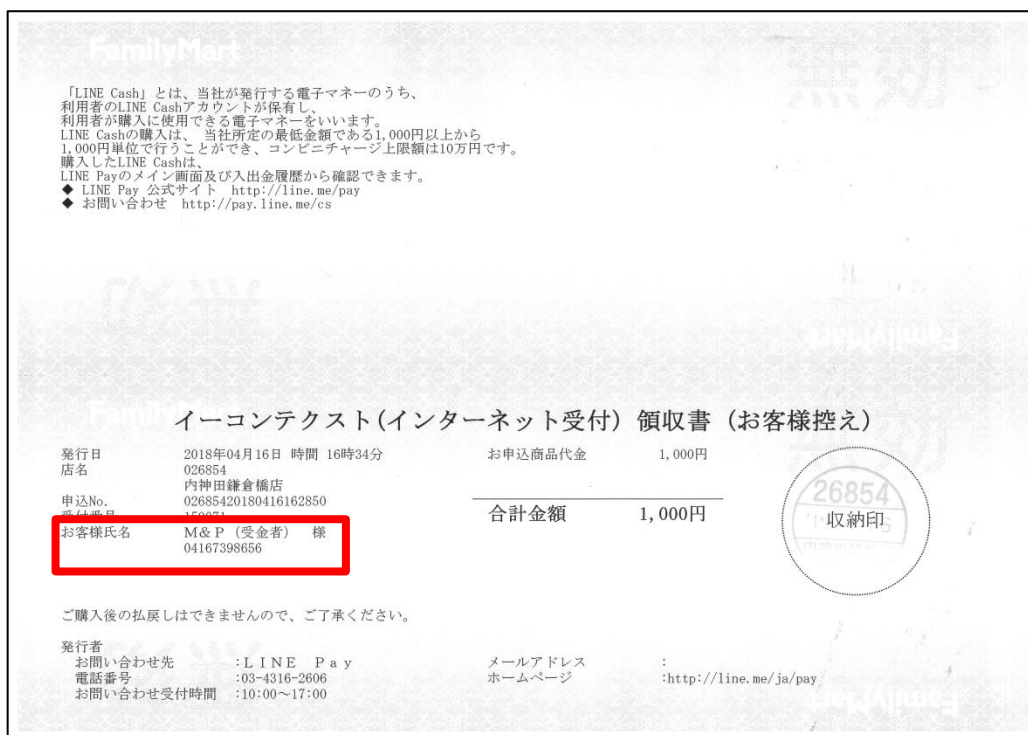 FamilyMart
無効
「LINE Cash」とは、当社が発行する電子マネーのうち、
利用者のLINE Cashアカウントが保有し、
利用者が購入に使用できる電子マネーをいいます。
LINE Cashの購入は、 当社所定の最低金額である1,000円以上から
1,000円単位で行うことができ、コンビニチャージ上限額は10万円です。
購入したLINE Cashは、
LINE Payのメイン画面及び入出金履歴から確認できます。
◆ LINE Pay 公式サイト http://line.me/pay
◆ お問い合わせ http://pay.line.me/cs
無効
FamilyMart
イーコンテクスト(インターネット受付) 領収書 (お客様控え)
発行日 2018年04月16日 時間 16時34分 お申込商品代金 1,000円
店名 026854
内神田鎌倉橋店
申込No. 02685420180416162850
合計金額 1,000円
26854
収納印
お客様氏名 M&P (受金者) 様
04167398656
ご購入後の払戻しはできませんので、ご了承ください。
発行者
お問い合わせ先 :LINE Pay メールアドレス :
電話番号 :03-4316-2606 ホームページ :http://line.me/ja/pay
お問い合わせ受付時間 :10:00～17:00
FamilyMart